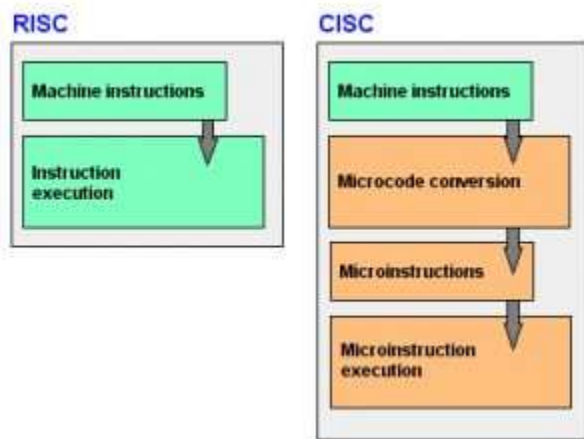 RISC
Machine instructions
Instruction
execution
CISC
Machine instructions
Microcode conversion
Microinstructions
Microinstruction
execution